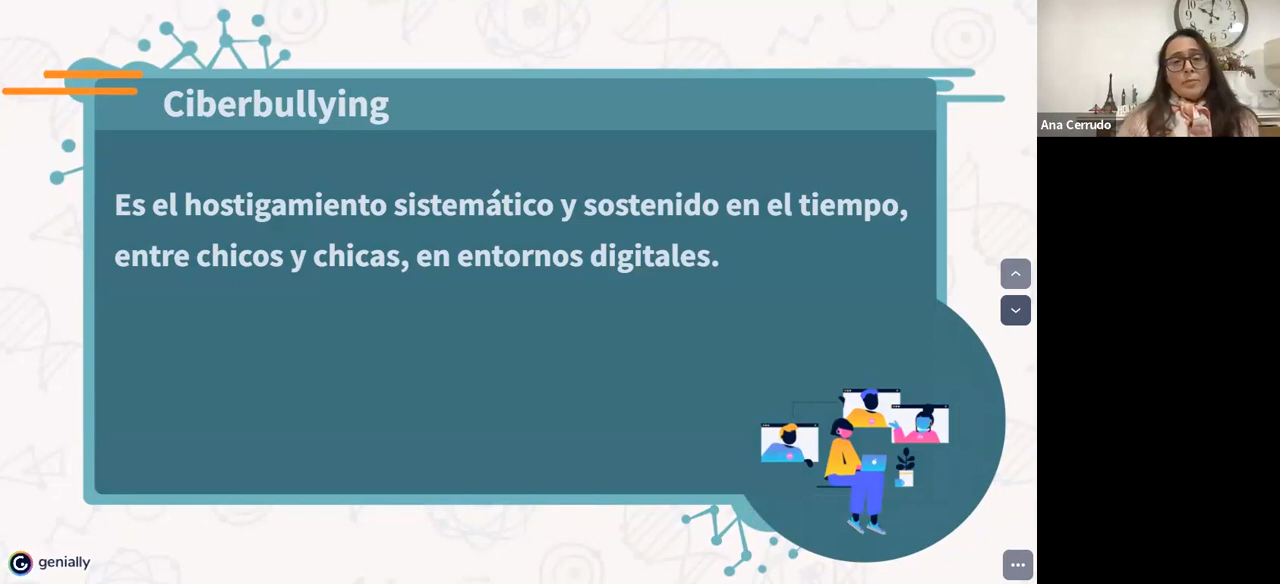 Ciberbullying
Es el hostigamiento sistemático y sostenido en el tiempo,
entre chicos y chicas, en entornos digitales.
Ana Cerrudo
genially